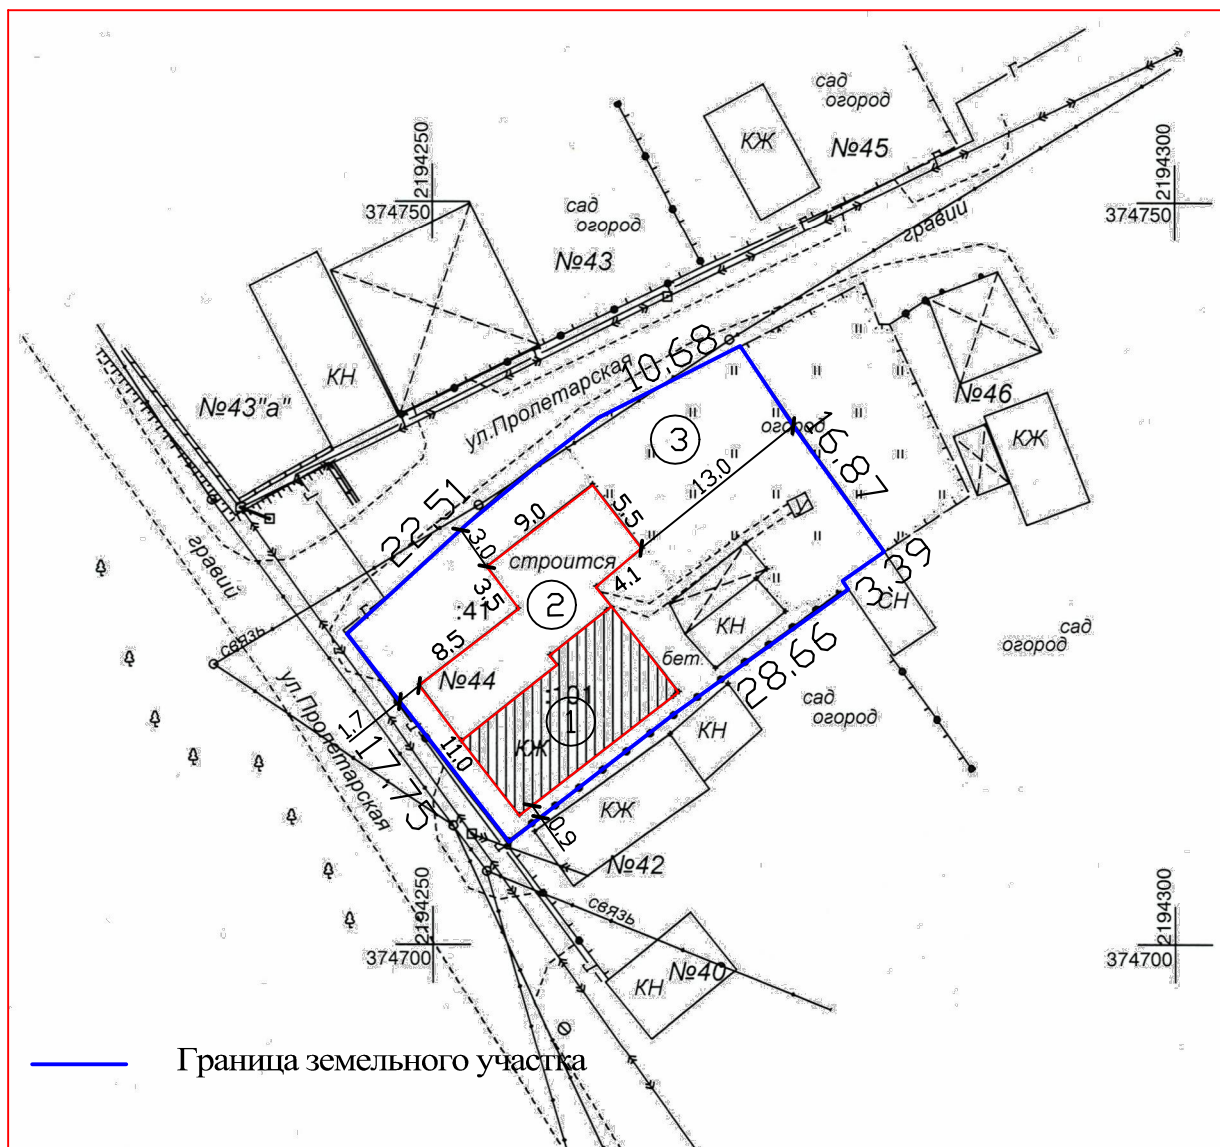 сад
огород
КЖ
№45
2194250
374750
2194300
374750
сад
огород
№43
гравий
КН
№43"а"
ул.Пролетарская
10,68
№46
КЖ
3
огород
16,87
13,0
22,51
9,0
5,5
3,0
строится
гравий
3,5
4,1
2
:41
3,39
СН
связь
8,5
КН
сад
огород
бет.
№44
28,66
ул.Пролетарская
сад
огород
1,7
1
КН
17,75
11,0
КЖ
КЖ
0,9
№42
2194250
374700
связь
№40
КН
2194300
374700
Граница земельного участка